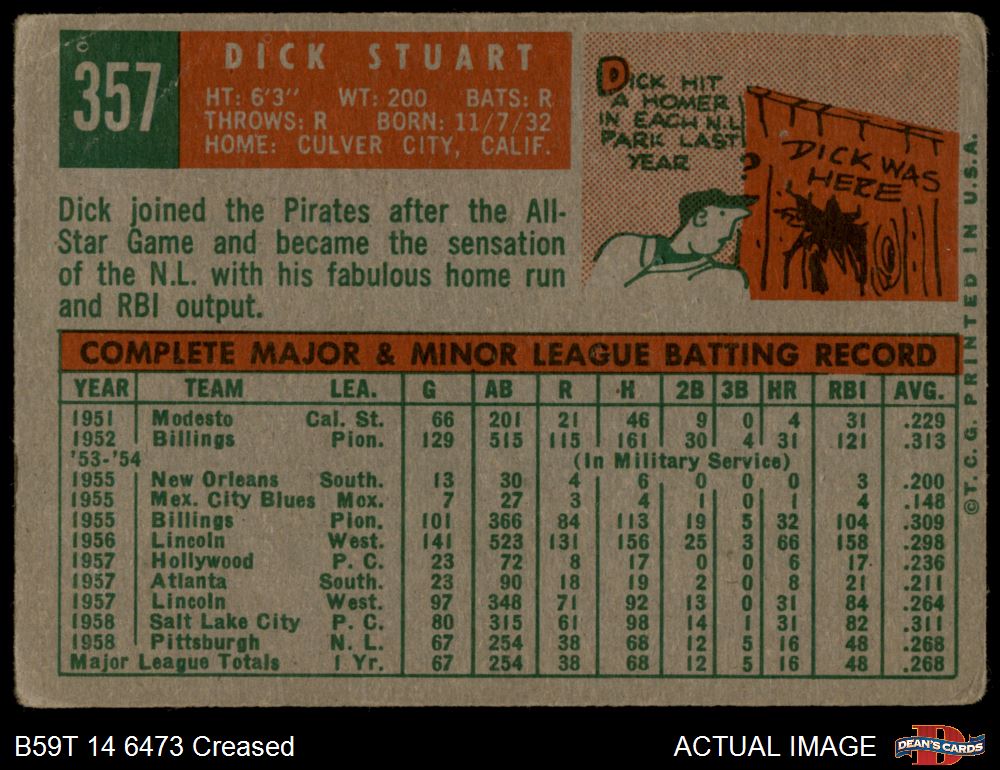 357
DICK STUART
HT: 6'3" WT: 200 BATS: R
THROWS: R BORN: 11/7/32
HOME: CULVER CITY, CALIF.
DICK HIT
A HOMER
IN EACH N.L.
PARK LAST
YEAR
?
DICK WAS
HERE
Dick joined the Pirates after the All-
Star Game and became the sensation
of the N.L. with his fabulous home run
and RBI output.
COMPLETE MAJOR & MINOR LEAGUE BATTING RECORD
YEAR TEAM LEA. G AB R H 2B 3B HR RBI AVG.
1951 Modesto Cal. St. 66 201 21 46 9 0 4 31 .229
1952 Billings Pion. 129 515 115 161 30 4 31 121 .313
'53-'54 (In Military Service)
1955 New Orleans South. 13 30 4 6 0 0 0 3 .200
1955 Mex. City Blues Mex. 7 27 3 4 1 0 1 4 .148
1955 Billings Pion. 101 366 84 113 19 5 32 104 .309
1956 Lincoln West. 141 523 131 156 25 3 66 158 .298
1957 Hollywood P. C. 23 72 8 17 0 0 6 17 .236
1957 Atlanta South. 23 90 18 19 2 0 8 21 .211
1957 Lincoln West. 97 348 71 92 13 0 31 84 .264
1958 Salt Lake City P. C. 80 315 61 98 14 1 31 82 .311
1958 Pittsburgh N. L. 67 254 38 68 12 5 16 48 .268
Major League Totals 1 Yr. 67 254 38 68 12 5 16 48 .268
© T. C. G. PRINTED IN U. S. A.
B59T 14 6473 Creased
ACTUAL IMAGE
D
DEAN'S CARDS